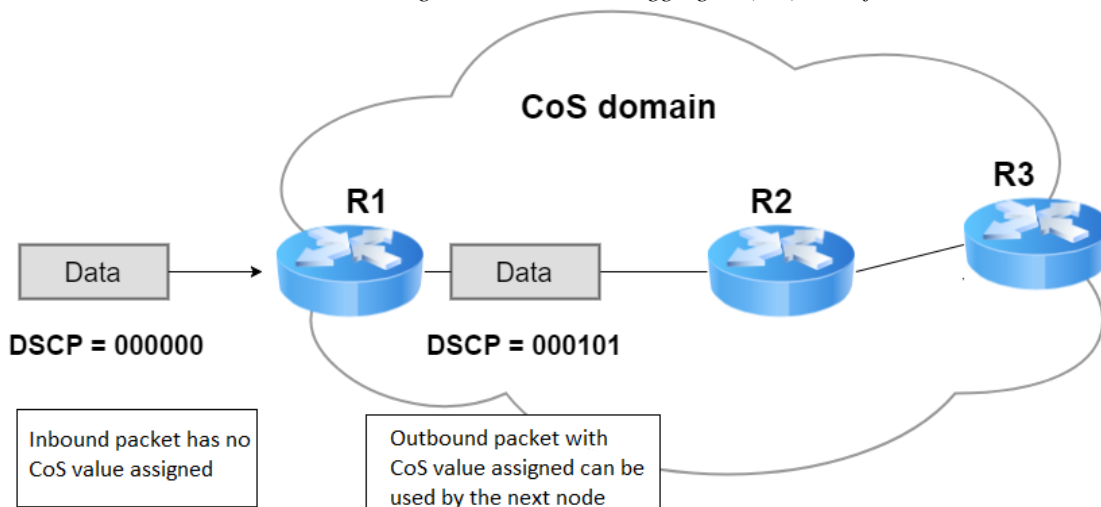 CoS domain
R1
R2
R3
Data
Data
DSCP = 000000
DSCP = 000101
Inbound packet has no
CoS value assigned
Outbound packet with
CoS value assigned can be
used by the next node